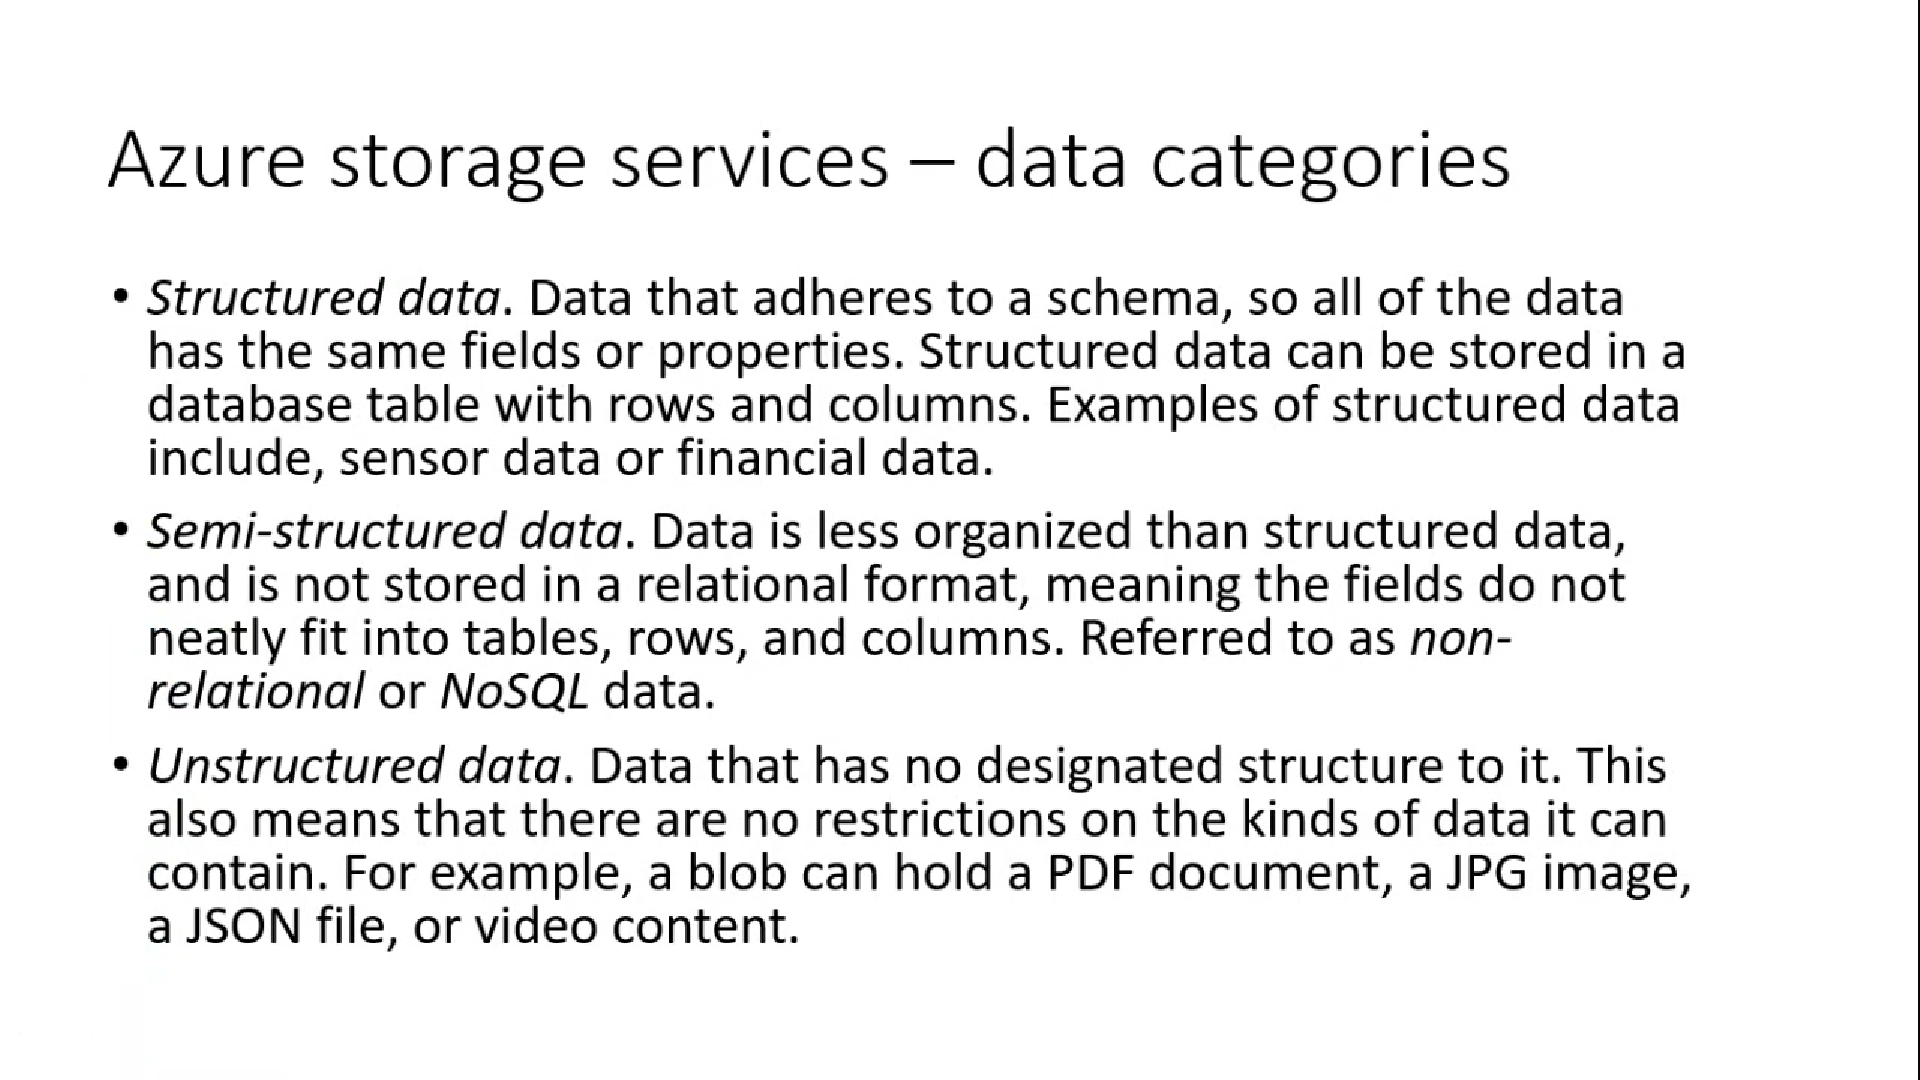 Azure storage services – data categories
• Structured data. Data that adheres to a schema, so all of the data
has the same fields or properties. Structured data can be stored in a
database table with rows and columns. Examples of structured data
include, sensor data or financial data.
• Semi-structured data. Data is less organized than structured data,
and is not stored in a relational format, meaning the fields do not
neatly fit into tables, rows, and columns. Referred to as non-
relational or NoSQL data.
• Unstructured data. Data that has no designated structure to it. This
also means that there are no restrictions on the kinds of data it can
contain. For example, a blob can hold a PDF document, a JPG image,
a JSON file, or video content.